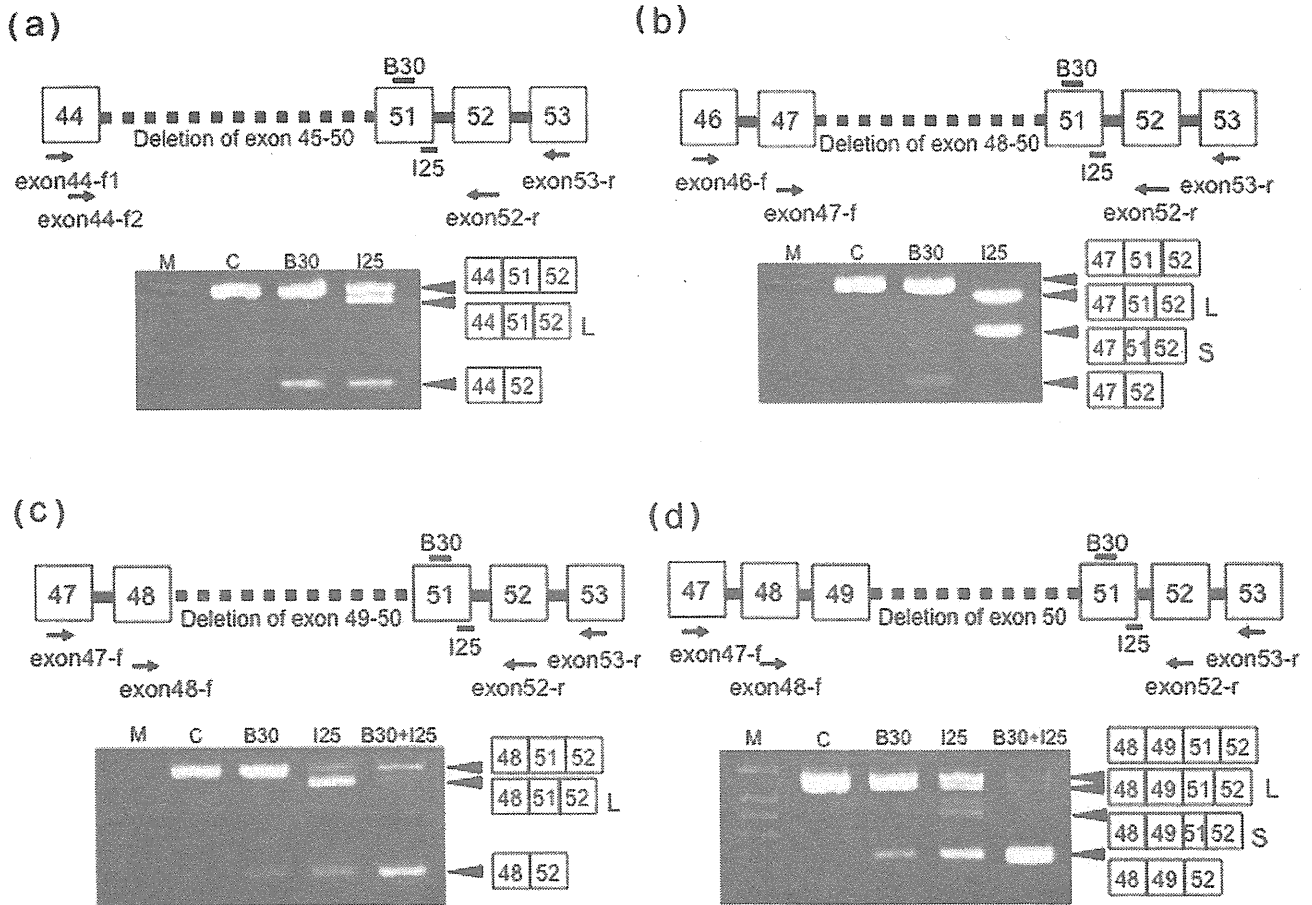 (a)
B30
44 51 52 53
Deletion of exon 45-50
I25
exon44-f1
exon44-f2
exon52-r
exon53-r
M C B30 I25
44 51 52
44 51 52 L
44 52
(b)
B30
46 47 51 52 53
Deletion of exon 48-50
I25
exon46-f
exon47-f
exon53-r
exon52-r
M C B30 I25
47 51 52
47 51 52 L
47 51 52 S
47 52
(c)
B30
47 48 51 52 53
Deletion of exon 49-50
I25
exon47-f
exon48-f
exon53-r
exon52-r
M C B30 I25 B30+I25
48 51 52
48 51 52 L
48 52
(d)
B30
47 48 49 51 52 53
Deletion of exon 50
I25
exon47-f
exon48-f
exon53-r
exon52-r
M C B30 I25 B30+I25
48 49 51 52
48 49 51 52 L
48 49 51 52 S
48 49 52